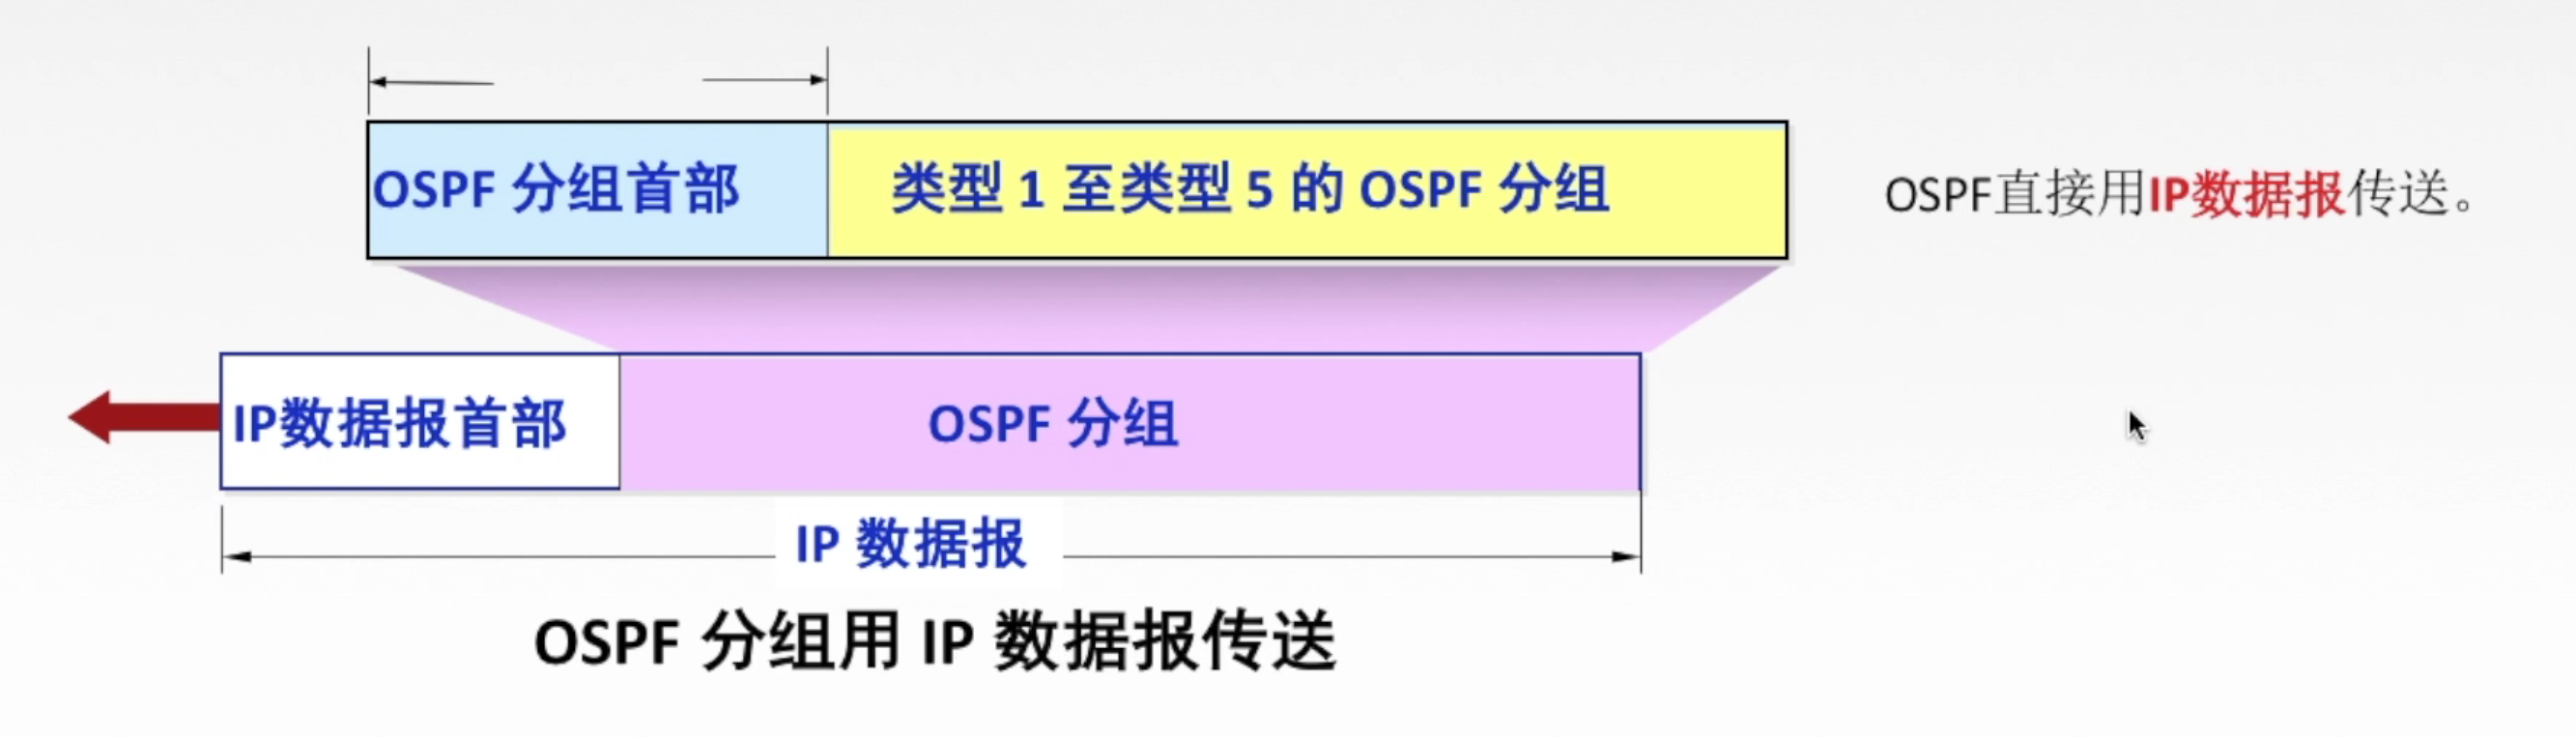 OSPF 分组首部
类型 1 至类型 5 的 OSPF 分组
OSPF直接用IP数据报传送。
IP数据报首部
OSPF 分组
IP 数据报
OSPF 分组用 IP 数据报传送